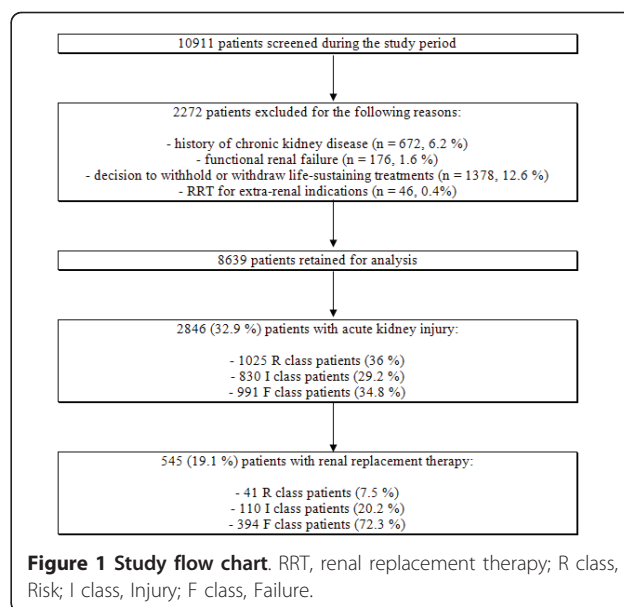 10911 patients screened during the study period
2272 patients excluded for the following reasons:
- history of chronic kidney disease (n = 672, 6.2 %)
- functional renal failure (n = 176, 1.6 %)
- decision to withhold or withdraw life-sustaining treatments (n = 1378, 12.6 %)
- RRT for extra-renal indications (n = 46, 0.4%)
8639 patients retained for analysis
2846 (32.9 %) patients with acute kidney injury:
- 1025 R class patients (36 %)
- 830 I class patients (29.2 %)
- 991 F class patients (34.8 %)
545 (19.1 %) patients with renal replacement therapy:
- 41 R class patients (7.5 %)
- 110 I class patients (20.2 %)
- 394 F class patients (72.3 %)
Figure 1 Study flow chart. RRT, renal replacement therapy; R class,
Risk; I class, Injury; F class, Failure.